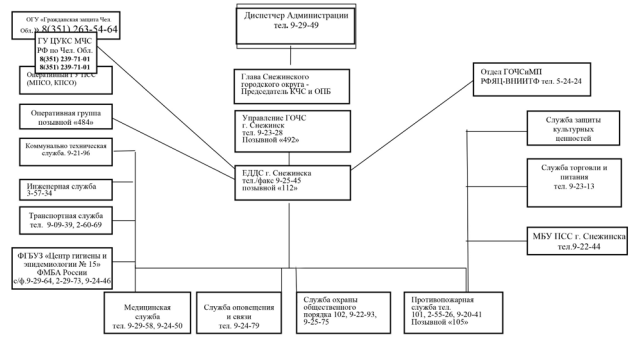 ОГУ «Гражданская защита Чел
Обл.» 8(351) 263-54-64
ГУ ЦУКС МЧС
РФ по Чел. Обл.
8(351) 239-71-01
8(351) 239-71-01
Оперативный ГУ ПСС
(МПСО, КПСО)
Оперативная группа
позывной «484»
Коммунально техническая
служба. 9-21-96
Инженерная служба
3-57-34
Транспортная служба
тел. 9-09-39, 2-60-69
ФГБУЗ «Центр гигиены и
эпидемиологии № 15»
ФМБА России
с/ф.9-29-64, 2-29-73, 9-24-46
Диспетчер Администрации
тел. 9-29-49
Глава Снежинского
городского округа -
Председатель КЧС и ОПБ
Управление ГОЧС
г. Снежинск
тел. 9-23-28
Позывной «492»
ЕДДС г. Снежинска
тел./факс 9-25-45
позывной «112»
Отдел ГОЧСиМП
РФЯЦ-ВНИИТФ тел. 5-24-24
Служба защиты
культурных
ценностей
Служба торговли и
питания
тел. 9-23-13
МБУ ПСС г. Снежинска
тел.9-22-44
Медицинская
служба
тел. 9-29-58, 9-24-50
Служба оповещения
и связи
тел. 9-24-79
Служба охраны
общественного
порядка 102, 9-22-93,
9-25-75
Противопожарная
служба тел.
101, 2-55-26, 9-20-41
Позывной «105»